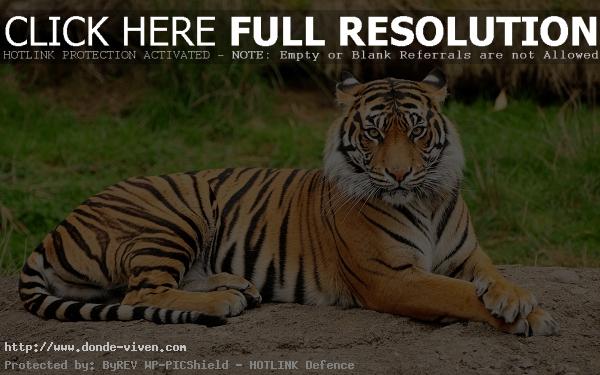 CLICK HERE FULL RESOLUTION
HOTLINK PROTECTION ACTIVATED - NOTE: Empty or Blank Referrals are not Allowed
http://www.donde-viven.com
Protected by: ByREV WP-PICShield - HOTLINK Defence